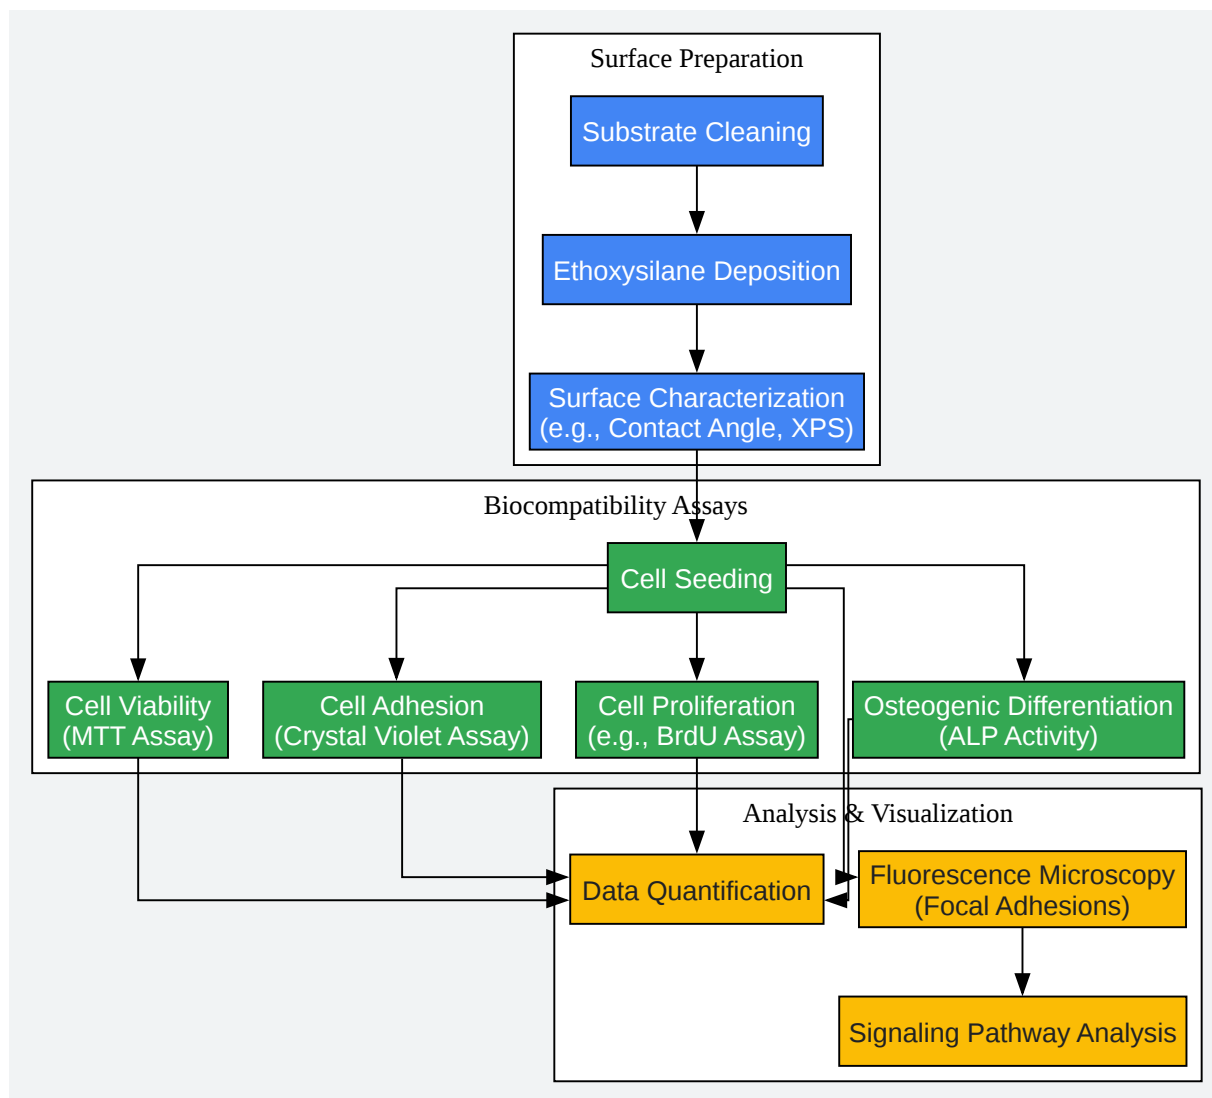 Surface Preparation
Substrate Cleaning
Ethoxysilane Deposition
Surface Characterization
(e.g., Contact Angle, XPS)
Biocompatibility Assays
Cell Seeding
Cell Viability
(MTT Assay)
Cell Adhesion
(Crystal Violet Assay)
Cell Proliferation
(e.g., BrdU Assay)
Osteogenic Differentiation
(ALP Activity)
Analysis & Visualization
Data Quantification
Fluorescence Microscopy
(Focal Adhesions)
Signaling Pathway Analysis